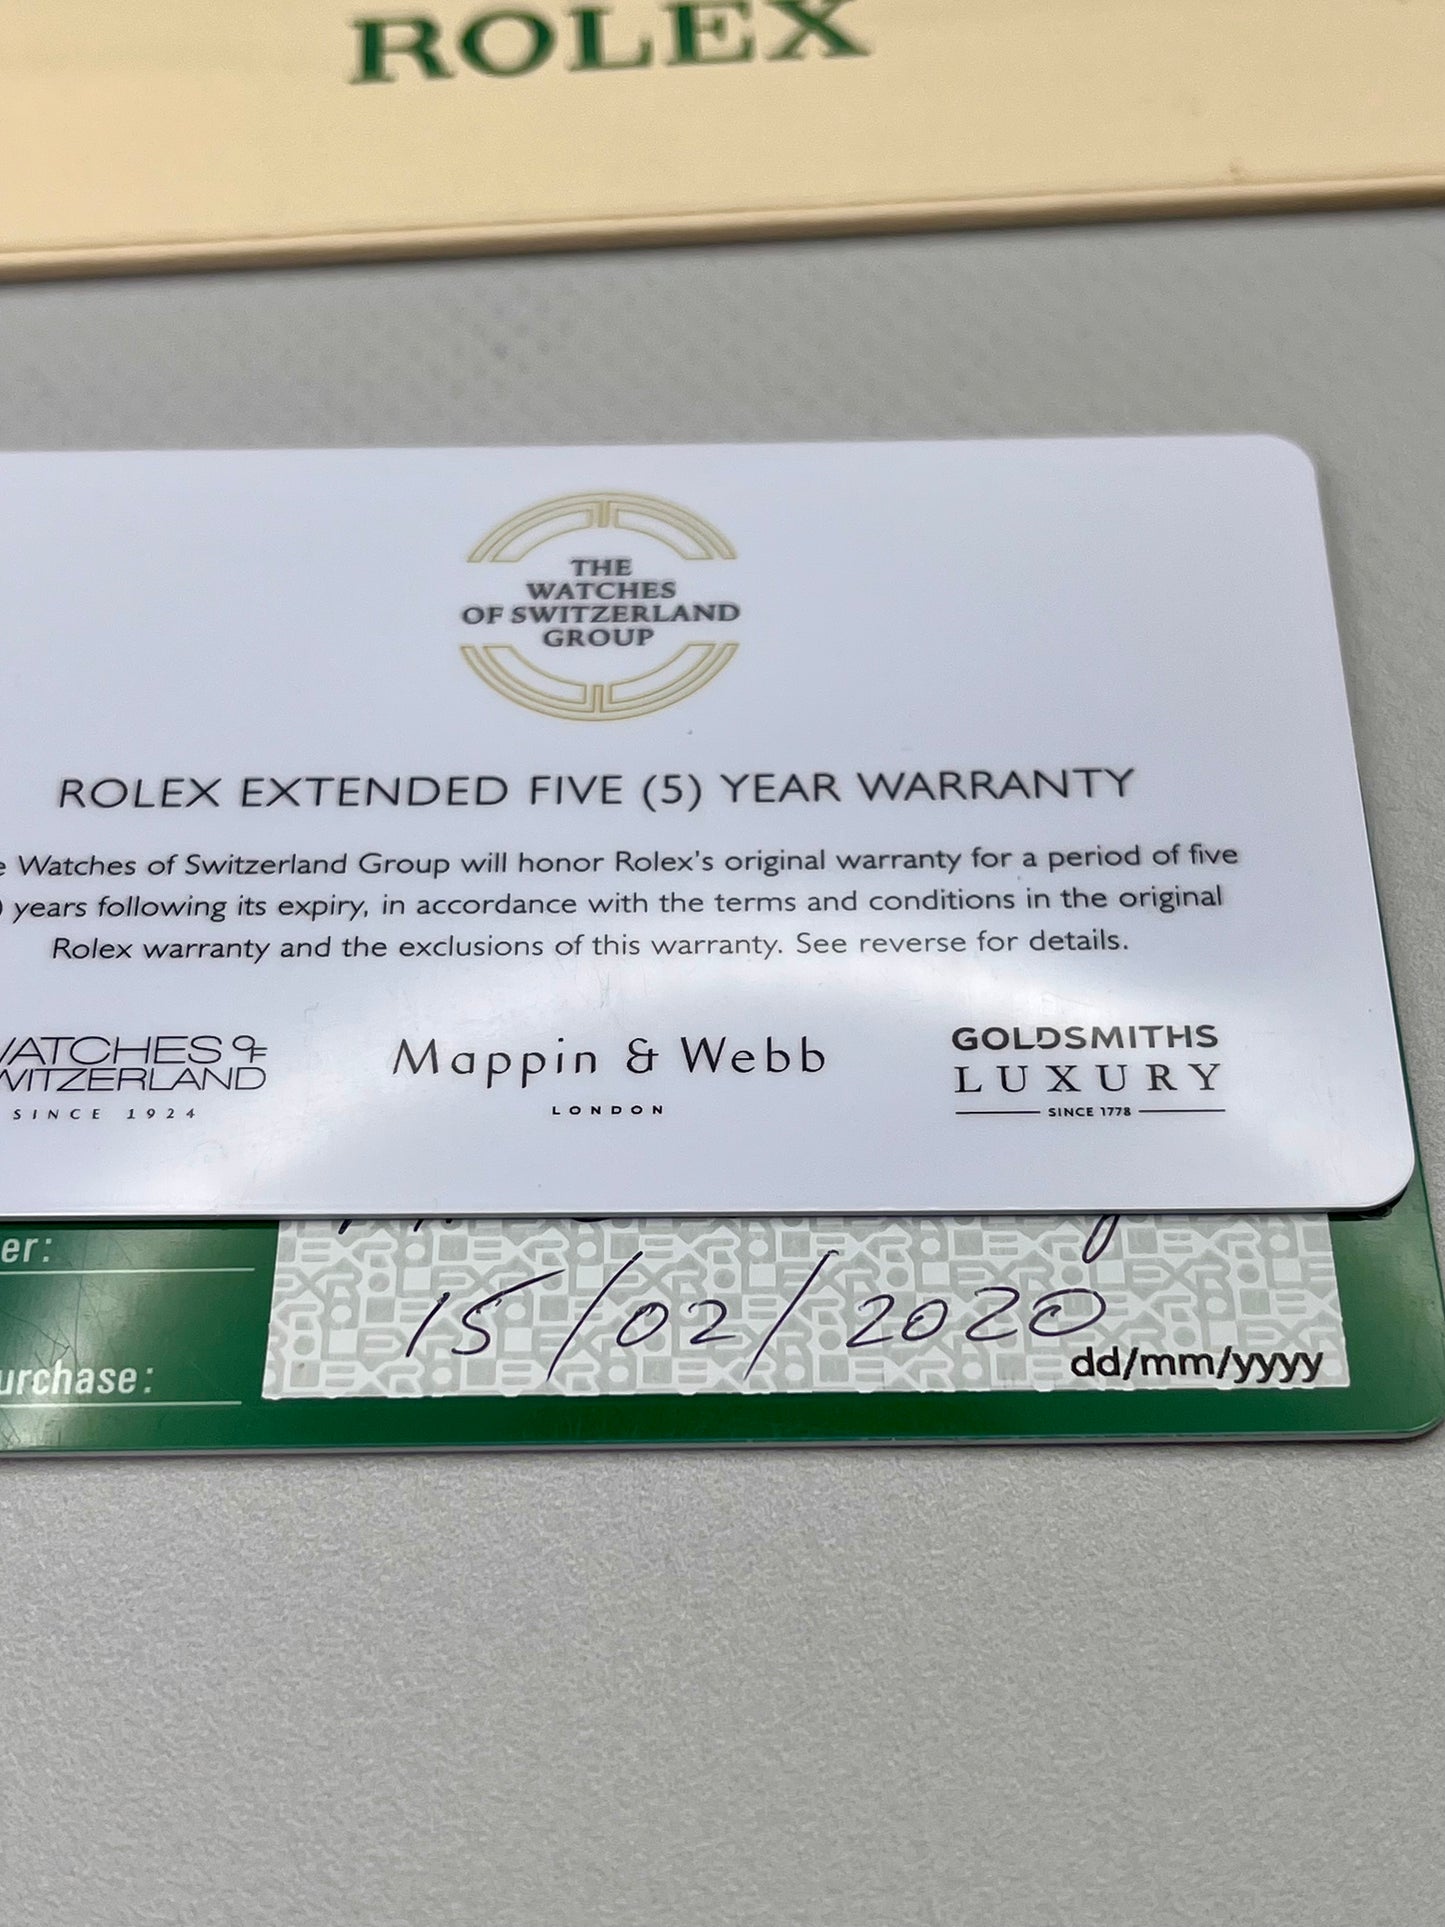 ROLEX
THE
WATCHES
OF SWITZERLAND
GROUP
ROLEX EXTENDED FIVE (5) YEAR WARRANTY
Watches of Switzerland Group will honor Rolex's original warranty for a period of five
years following its expiry, in accordance with the terms and conditions in the original
Rolex warranty and the exclusions of this warranty. See reverse for details.
WATCHES OF
SWITZERLAND
SINCE 1924
Mappin & Webb
LONDON
GOLDSMITHS
LUXURY
SINCE 1778
er:
15/02/2020
urchase:
dd/mm/yyyy